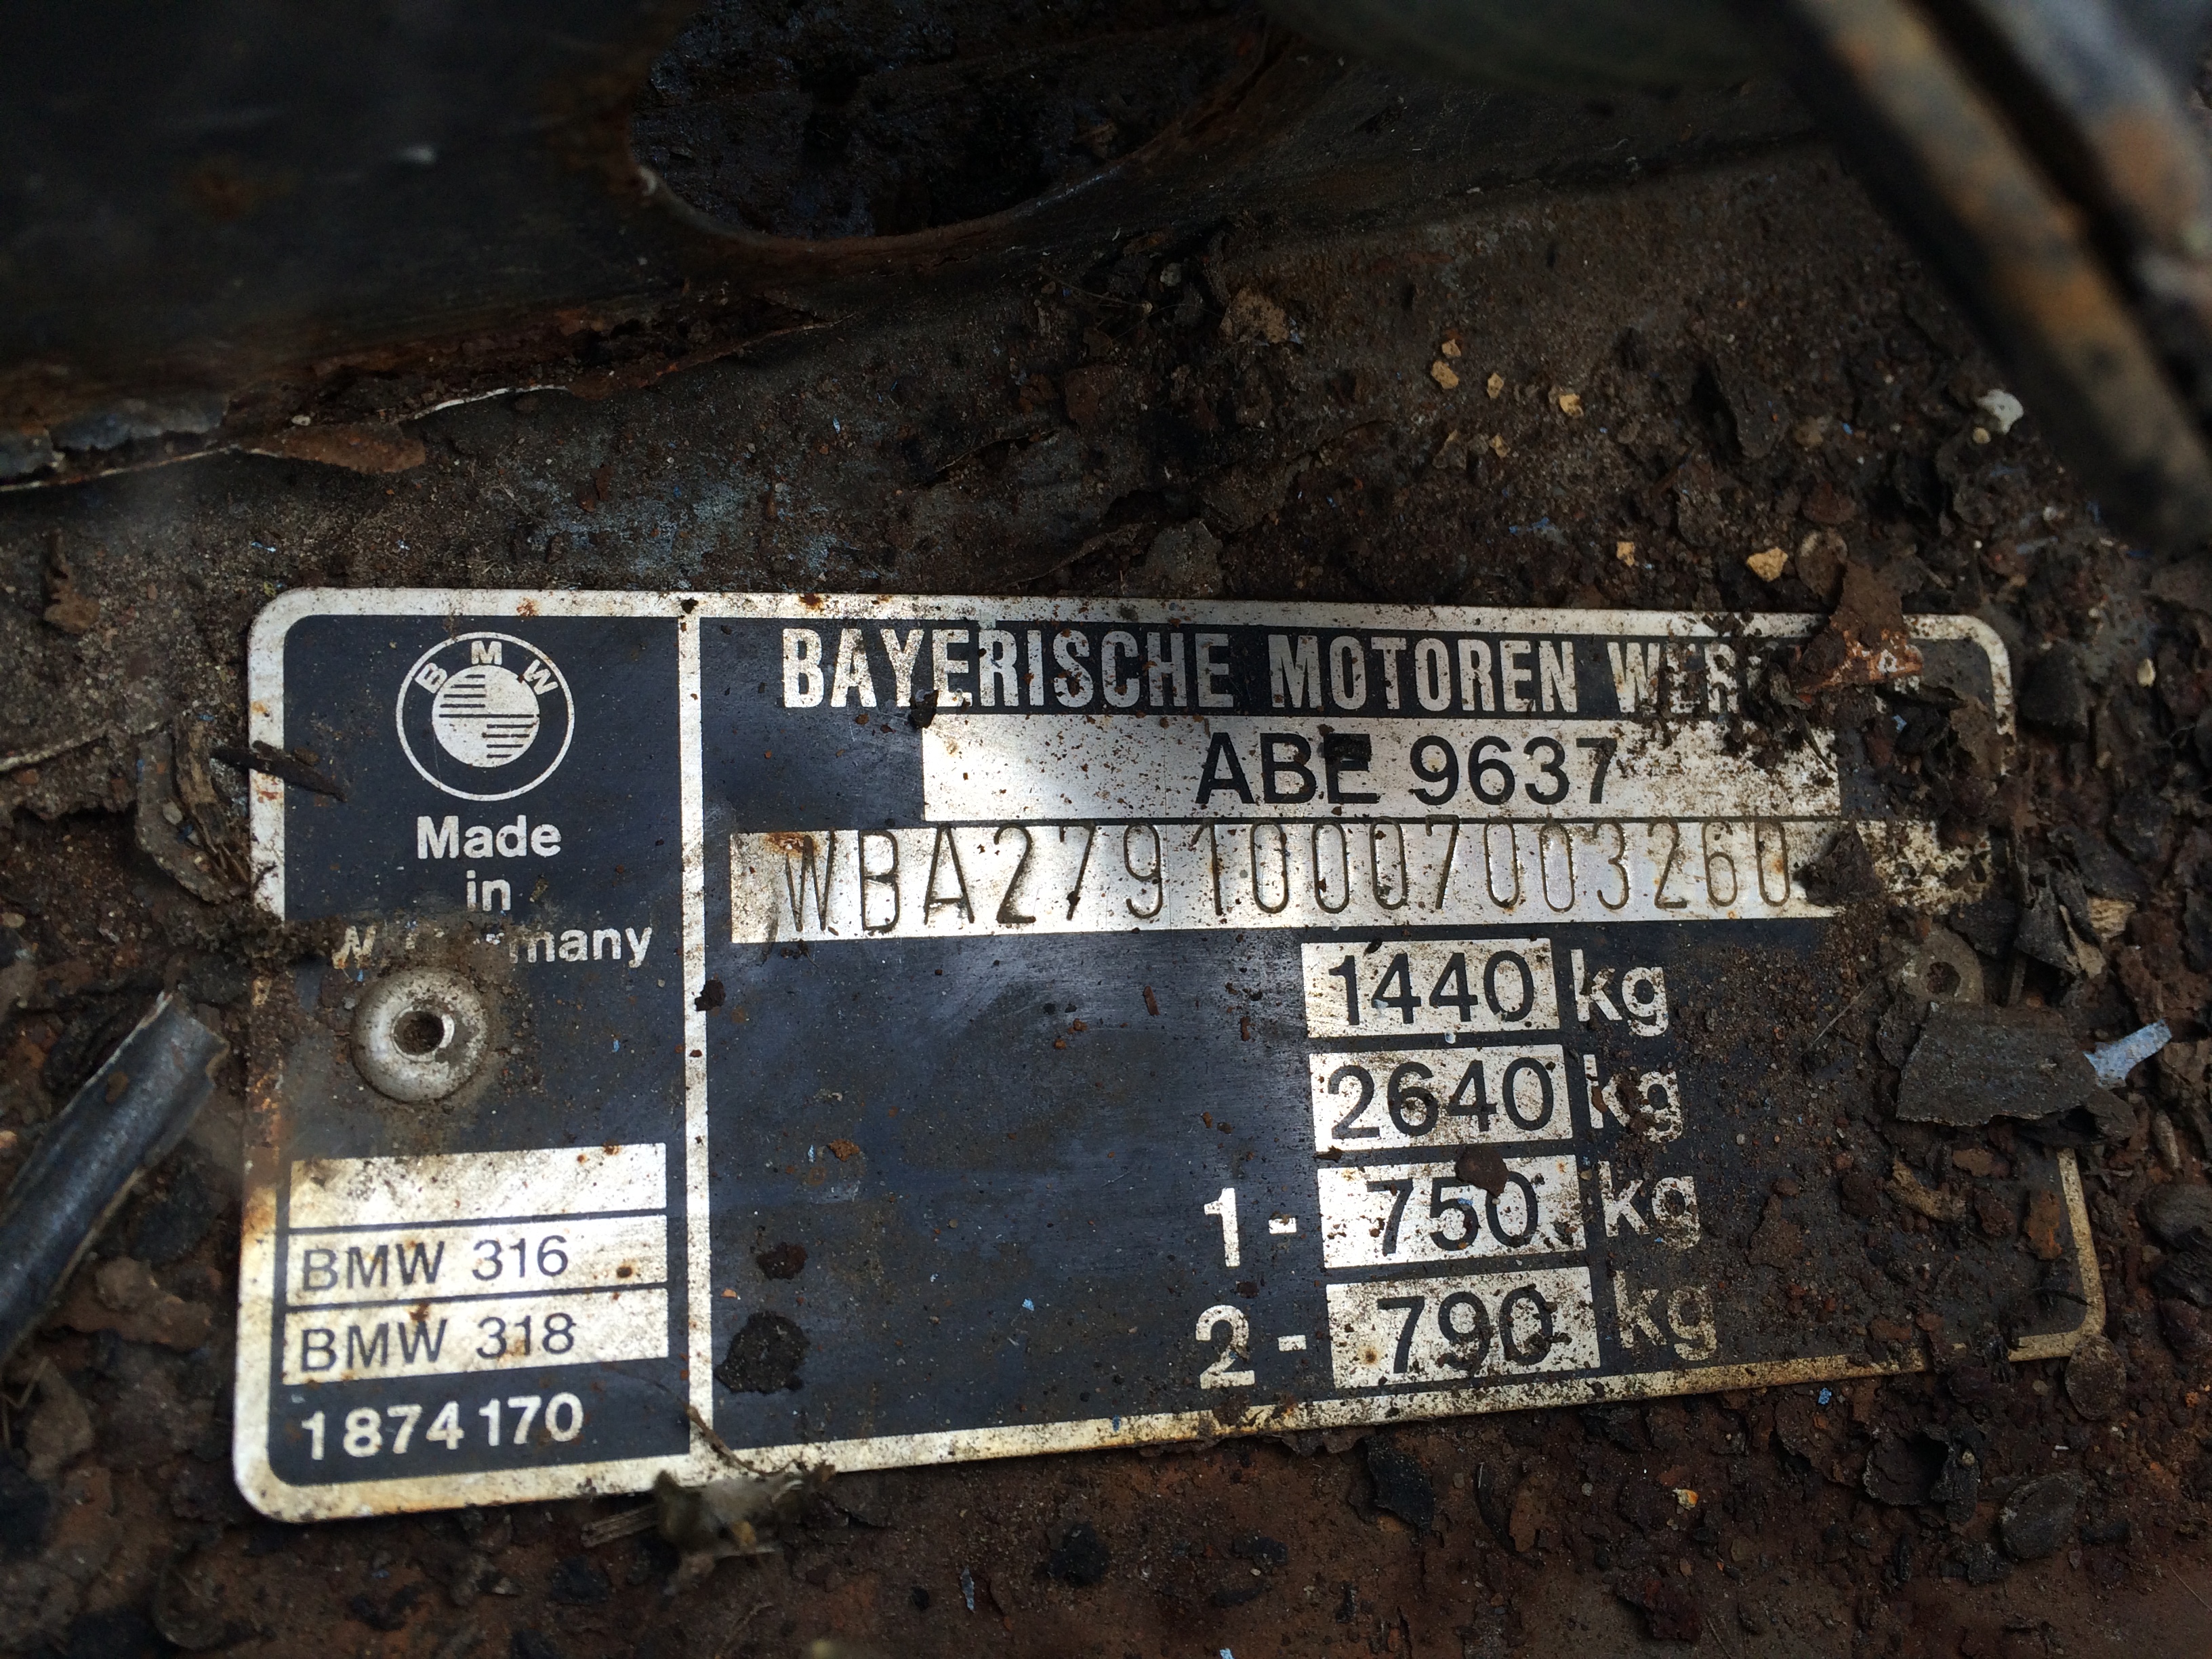 BMW
Made
in
BAYERISCHE MOTOREN
ABE 9637
WBA27910007003260
1440 kg
2640 kg
1- 750 kg
2- 790 kg
BMW 316
BMW 318
1874170